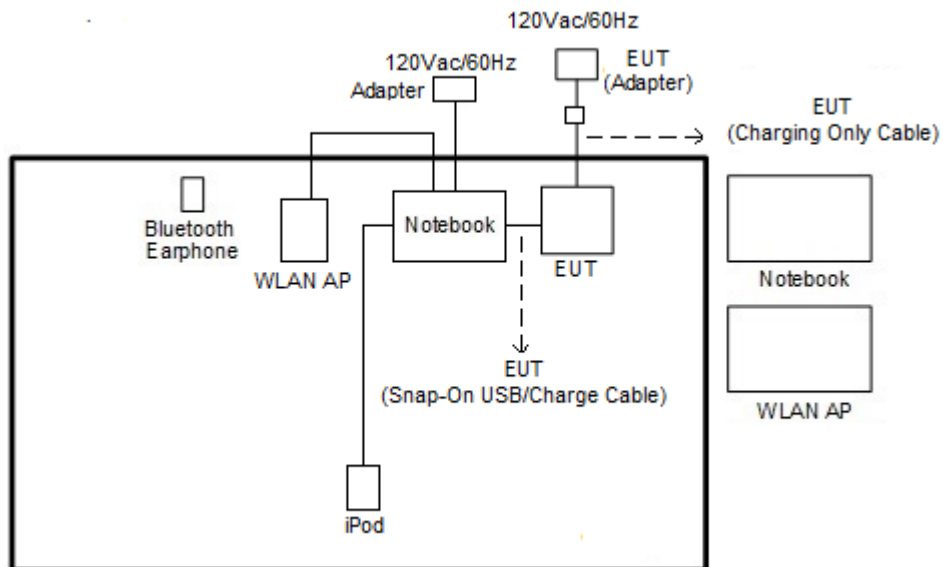 120Vac/60Hz
EUT
(Adapter)
120Vac/60Hz
Adapter
EUT
(Charging Only Cable)
Bluetooth
Earphone
WLAN AP
Notebook
EUT
Notebook
EUT
(Snap-On USB/Charge Cable)
WLAN AP
iPod